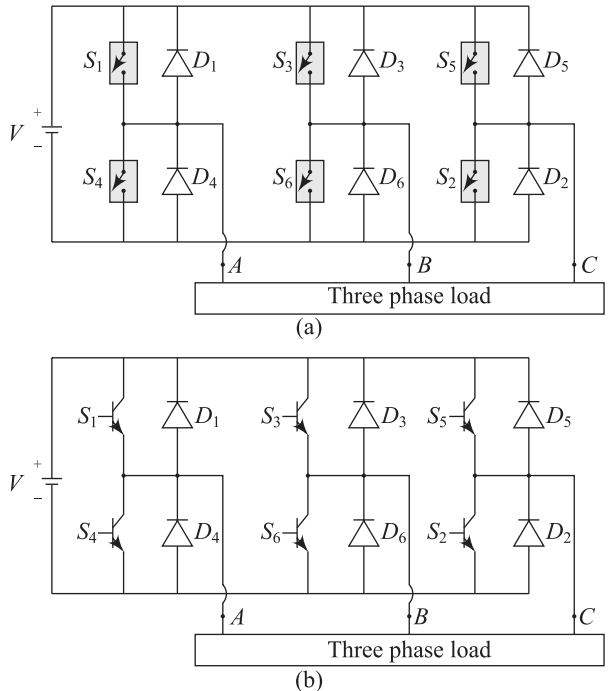 S1 D1 S3 D3 S5 D5
+
V
−
S4 D4 S6 D6 S2 D2
A B C
Three phase load
(a)
S1 D1 S3 D3 S5 D5
+
V
−
S4 D4 S6 D6 S2 D2
A B C
Three phase load
(b)